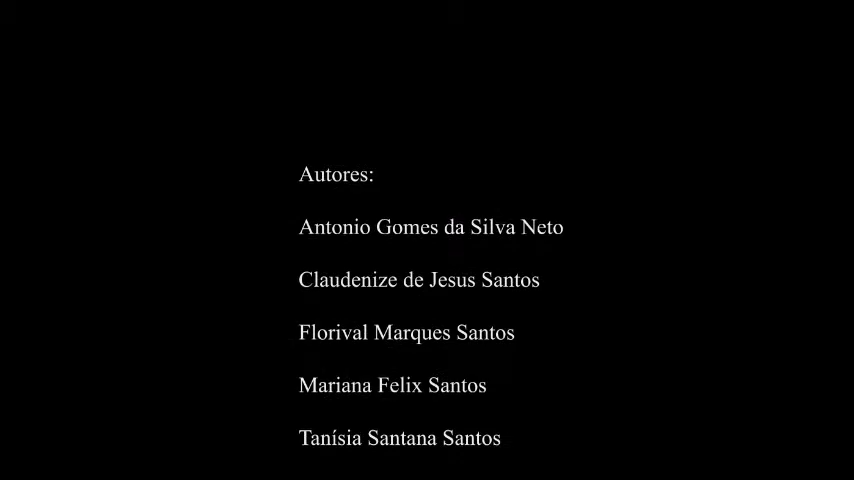 Autores:
Antonio Gomes da Silva Neto
Claudenize de Jesus Santos
Florival Marques Santos
Mariana Felix Santos
Tanísia Santana Santos